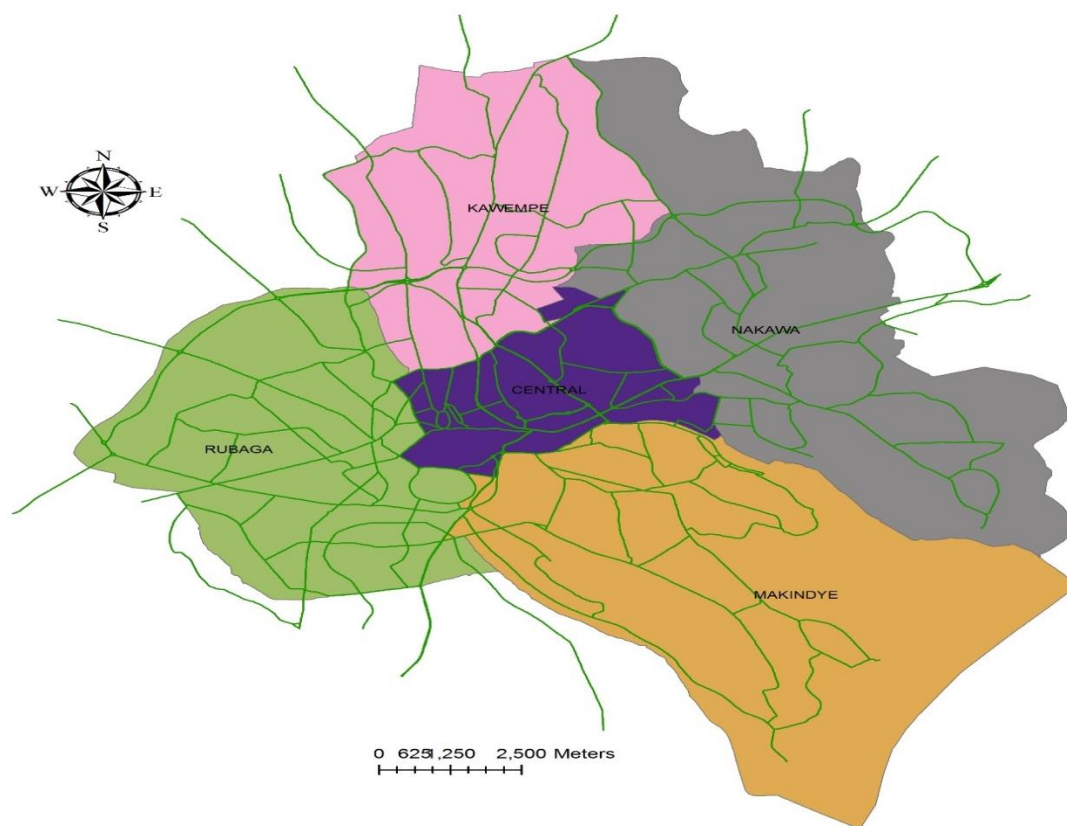 N
W E
S
KAWEMPE
NAKAWA
CENTRAL
RUBAGA
MAKINDYE
0 625 1,250 2,500 Meters